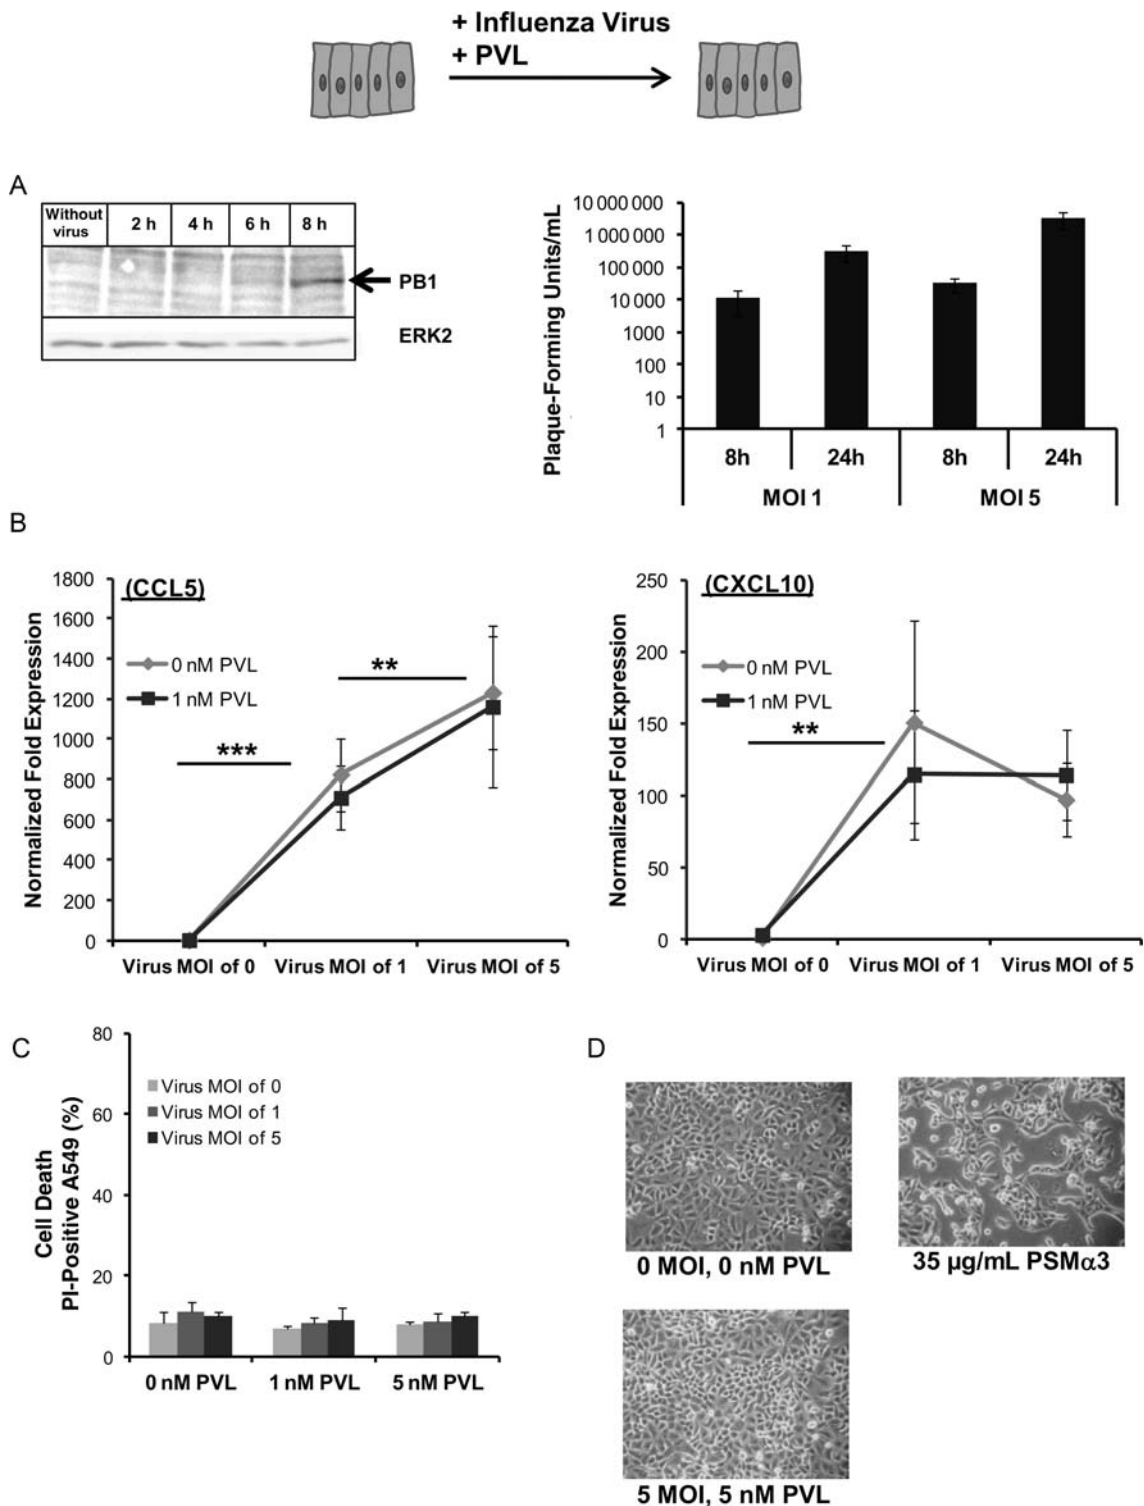 + Influenza Virus
+ PVL
A
Without virus
2 h
4 h
6 h
8 h
PB1
ERK2
Plaque-Forming Units/mL
10 000 000
1 000 000
100 000
10 000
1000
100
10
1
8h
24h
8h
24h
MOI 1
MOI 5
B
Normalized Fold Expression
1800
1600
1400
1200
1000
800
600
400
200
0
(CCL5)
0 nM PVL
1 nM PVL
***
**
Virus MOI of 0
Virus MOI of 1
Virus MOI of 5
Normalized Fold Expression
250
200
150
100
50
0
(CXCL10)
0 nM PVL
1 nM PVL
**
Virus MOI of 0
Virus MOI of 1
Virus MOI of 5
C
Cell Death
PI-Positive A549 (%)
80
60
40
20
0
Virus MOI of 0
Virus MOI of 1
Virus MOI of 5
0 nM PVL
1 nM PVL
5 nM PVL
D
0 MOI, 0 nM PVL
35 µg/mL PSMα3
5 MOI, 5 nM PVL